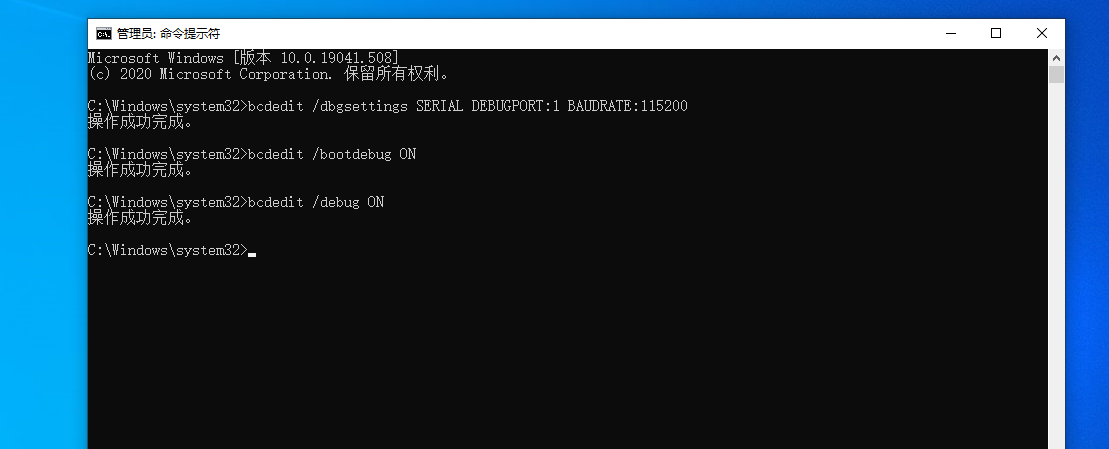 管理员: 命令提示符
Microsoft Windows [版本 10.0.19041.508]
(c) 2020 Microsoft Corporation. 保留所有权利。
C:\Windows\system32>bcdedit /dbgsettings SERIAL DEBUGPORT:1 BAUDRATE:115200
操作成功完成。
C:\Windows\system32>bcdedit /bootdebug ON
操作成功完成。
C:\Windows\system32>bcdedit /debug ON
操作成功完成。
C:\Windows\system32>